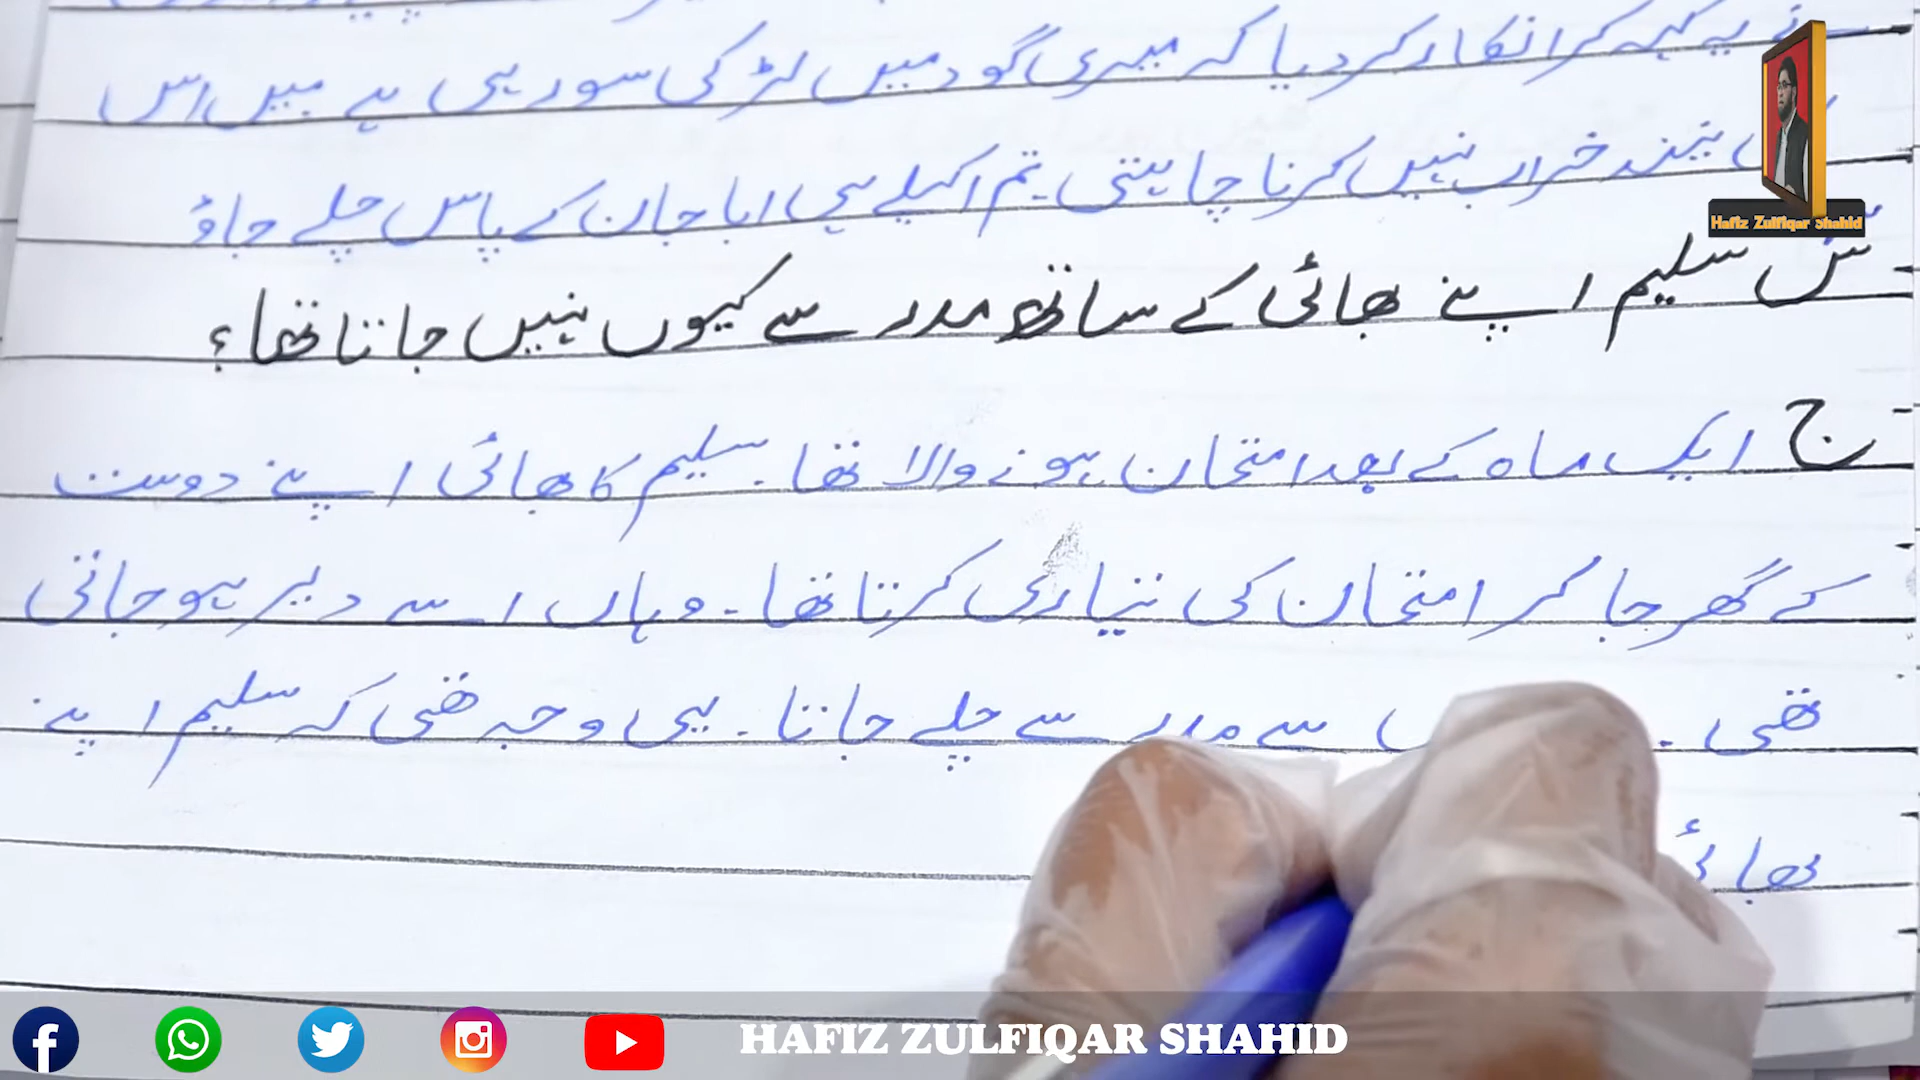 نے یہ کہہ کر انکار کر دیا کہ میری گود میں لڑکی سو رہی ہے میں اس
نیند خراب نہیں کرنا چاہتی۔ تم اکیلے ہی ابا جان کے پاس چلے جاؤ
س سلیم اپنے بھائی کے ساتھ مدرسے کیوں نہیں جاتا تھا؟
ج ایک ماہ کے بعد امتحان ہونے والا تھا۔ سلیم کا بھائی اپنے دوست
کے گھر جا کر امتحان کی تیاری کرتا تھا۔ وہاں اسے دیر ہو جاتی
تھی۔ سے مدرسے چلے جاتا۔ یہی وجہ تھی کہ سلیم اپنے
بھائی
Hafiz Zulfiqar Shahid
HAFIZ ZULFIQAR SHAHID